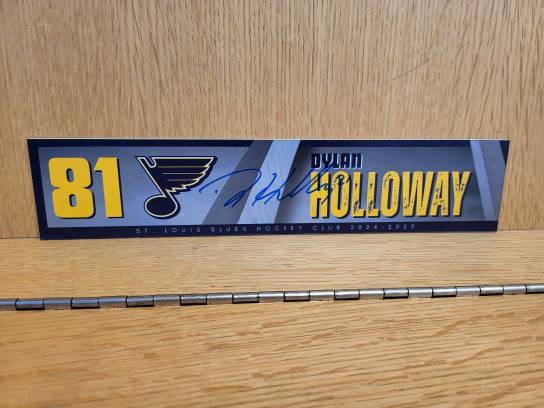 81
DYLAN
HOLLOWAY
ST. LOUIS BLUES HOCKEY CLUB 2024-2025